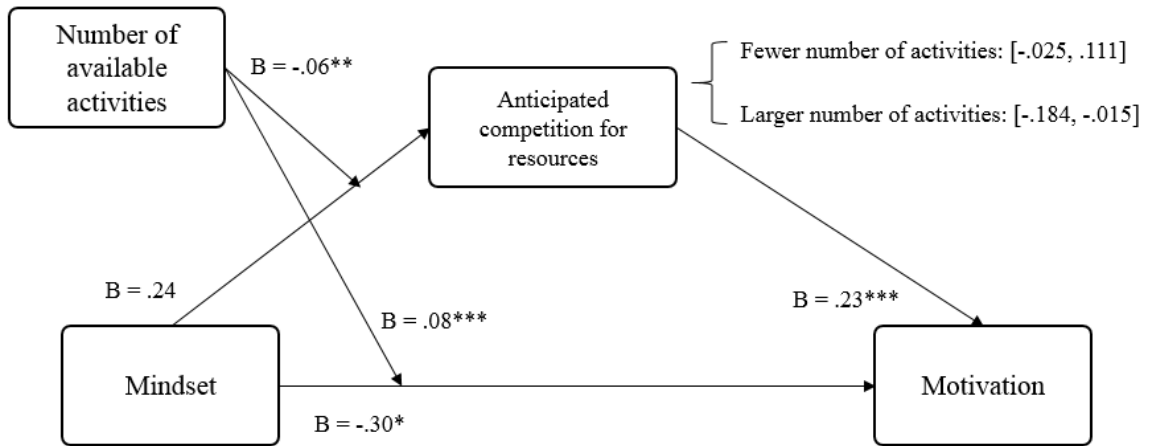 Number of
available
activities
B = -.06**
Anticipated
competition for
resources
Fewer number of activities: [-.025, .111]
Larger number of activities: [-.184, -.015]
B = .24
B = .08***
B = .23***
Mindset
Motivation
B = -.30*